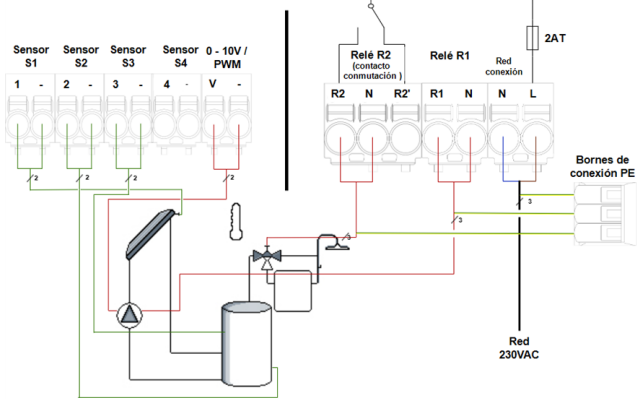 Sensor
S1
Sensor
S2
Sensor
S3
Sensor
S4
0 - 10V /
PWM
1 - 2 - 3 - 4 - V -
2
2
2
2
Relé R2
(contacto
conmutación )
Relé R1
Red
conexión
2AT
R2 N R2' R1 N N L
3
3
3
Bornes de
conexión PE
Red
230VAC